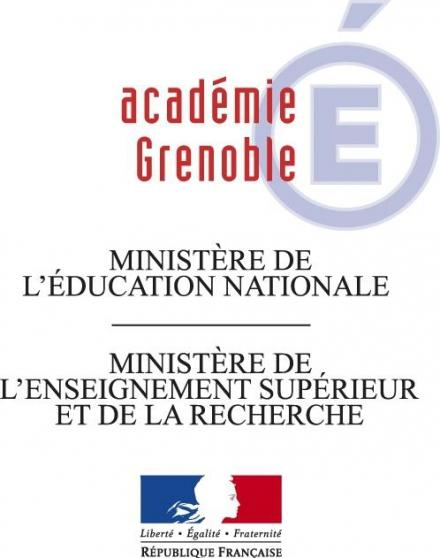 académie
Grenoble
É
MINISTÈRE DE
L'ÉDUCATION NATIONALE
MINISTÈRE DE
L'ENSEIGNEMENT SUPÉRIEUR
ET DE LA RECHERCHE
Liberté • Égalité • Fraternité
RÉPUBLIQUE FRANÇAISE